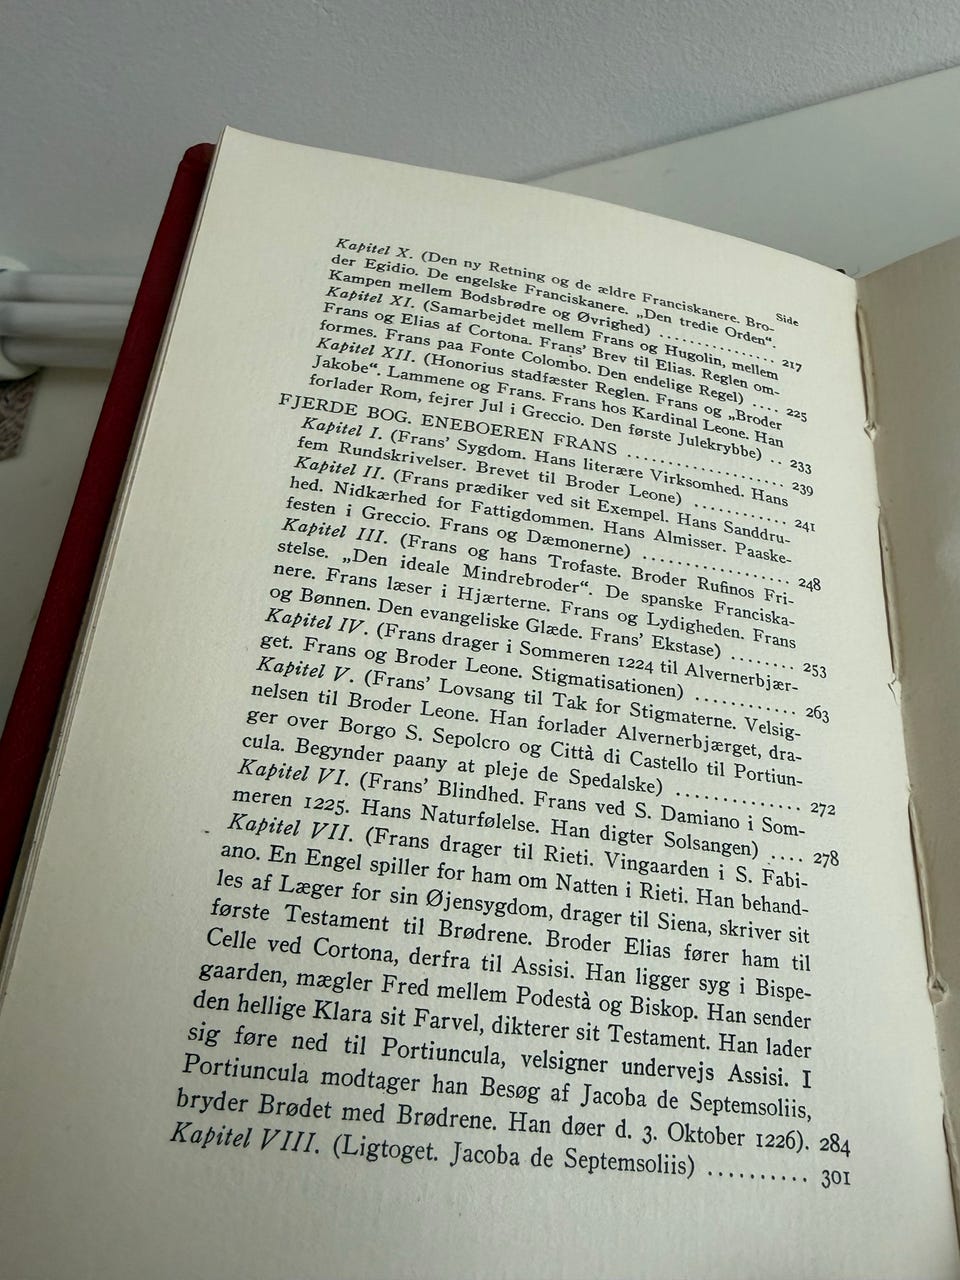 Side
Kapitel X. (Den ny Retning og de ældre Franciskanere. Bro-
der Egidio. De engelske Franciskanere. „Den tredie Orden“.
Kampen mellem Bodsbrødre og Øvrighed) ............... 217
Kapitel XI. (Samarbejdet mellem Frans og Hugolin, mellem
Frans og Elias af Cortona. Frans' Brev til Elias. Reglen om-
formes. Frans paa Fonte Colombo. Den endelige Regel) .... 225
Kapitel XII. (Honorius stadfæster Reglen. Frans og „Broder
Jakobe“. Lammene og Frans. Frans hos Kardinal Leone. Han
forlader Rom, fejrer Jul i Greccio. Den første Julekrybbe) .. 233
FJERDE BOG. ENEBOEREN FRANS .................. 239
Kapitel I. (Frans' Sygdom. Hans literære Virksomhed. Hans
fem Rundskrivelser. Brevet til Broder Leone) ............ 241
Kapitel II. (Frans prædiker ved sit Exempel. Hans Sanddru-
hed. Nidkærhed for Fattigdommen. Hans Almisser. Paaske-
festen i Greccio. Frans og Dæmonerne) .................. 248
Kapitel III. (Frans og hans Trofaste. Broder Rufinos Fri-
stelse. „Den ideale Mindrebroder“. De spanske Franciska-
nere. Frans læser i Hjærterne. Frans og Lydigheden. Frans
og Bønnen. Den evangeliske Glæde. Frans' Ekstase) ........ 253
Kapitel IV. (Frans drager i Sommeren 1224 til Alvernerbjær-
get. Frans og Broder Leone. Stigmatisationen) ............ 263
Kapitel V. (Frans' Lovsang til Tak for Stigmaterne. Velsig-
nelsen til Broder Leone. Han forlader Alvernerbjærget, dra-
ger over Borgo S. Sepolcro og Città di Castello til Portiun-
cula. Begynder paany at pleje de Spedalske) ............. 272
Kapitel VI. (Frans' Blindhed. Frans ved S. Damiano i Som-
meren 1225. Hans Naturfølelse. Han digter Solsangen) .... 278
Kapitel VII. (Frans drager til Rieti. Vingaarden i S. Fabi-
ano. En Engel spiller for ham om Natten i Rieti. Han behand-
les af Læger for sin Øjensygdom, drager til Siena, skriver sit
første Testament til Brødrene. Broder Elias fører ham til
Celle ved Cortona, derfra til Assisi. Han ligger syg i Bispe-
gaarden, mægler Fred mellem Podestà og Biskop. Han sender
den hellige Klara sit Farvel, dikterer sit Testament. Han lader
sig føre ned til Portiuncula, velsigner undervejs Assisi. I
Portiuncula modtager han Besøg af Jacoba de Septemsoliis,
bryder Brødet med Brødrene. Han døer d. 3. Oktober 1226). 284
Kapitel VIII. (Ligtoget. Jacoba de Septemsoliis) .......... 301